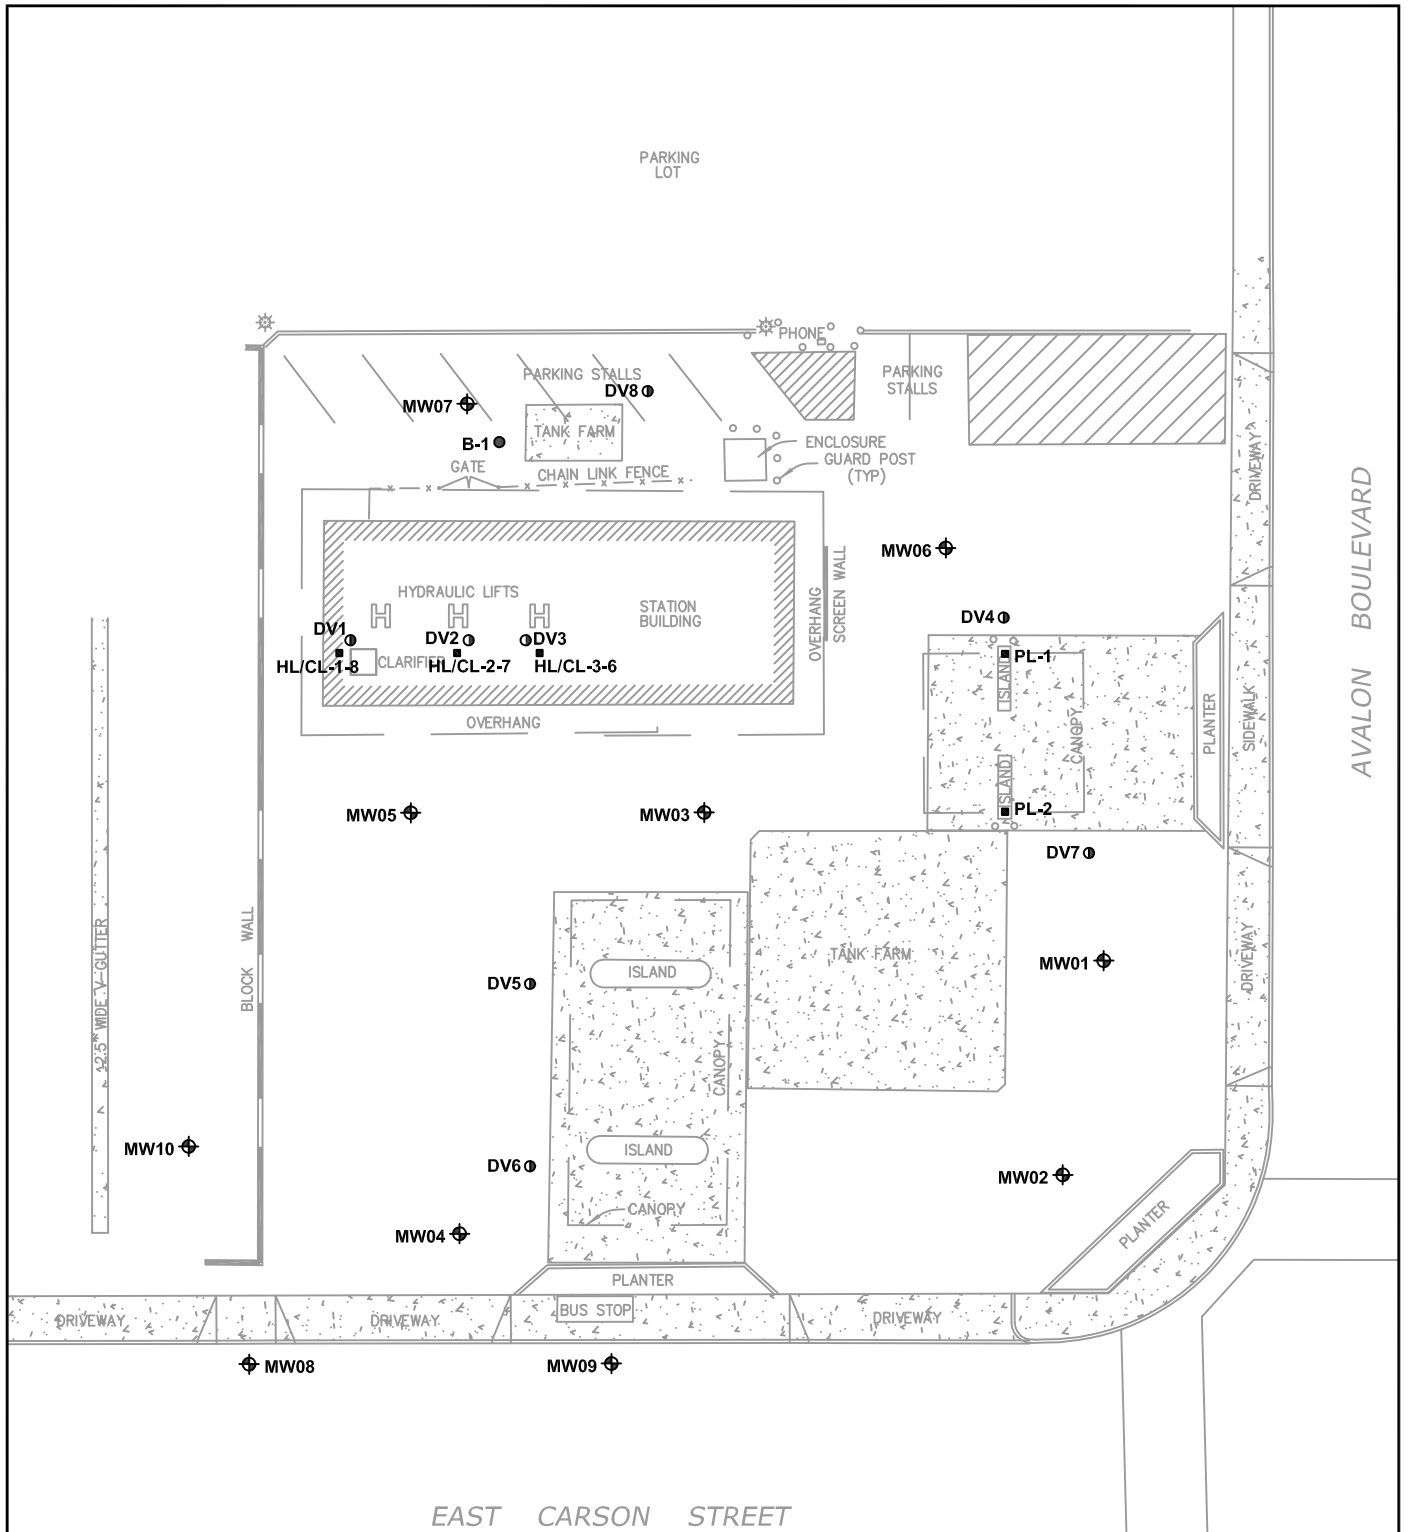 PARKING
LOT
PHONE
PARKING STALLS
PARKING
STALLS
DV8
MW07
TANK FARM
B-1
ENCLOSURE
GUARD POST
(TYP)
GATE
CHAIN LINK FENCE
DRIVEWAY
AVALON BOULEVARD
MW06
OVERHANG
SCREEN WALL
HYDRAULIC LIFTS
STATION
BUILDING
DV1
DV2
DV3
DV4
CLARIFIER
HL/CL-1-8
HL/CL-2-7
HL/CL-3-6
PL-1
ISLAND
CANOPY
PLANTER
SIDEWALK
OVERHANG
ISLAND
PL-2
MW05
MW03
DV7
BLOCK WALL
2.5" WIDE V-GUTTER
TANK FARM
MW01
DRIVEWAY
DV5
ISLAND
CANOPY
MW10
ISLAND
DV6
MW02
CANOPY
PLANTER
MW04
PLANTER
DRIVEWAY
DRIVEWAY
BUS STOP
DRIVEWAY
MW08
MW09
EAST CARSON STREET